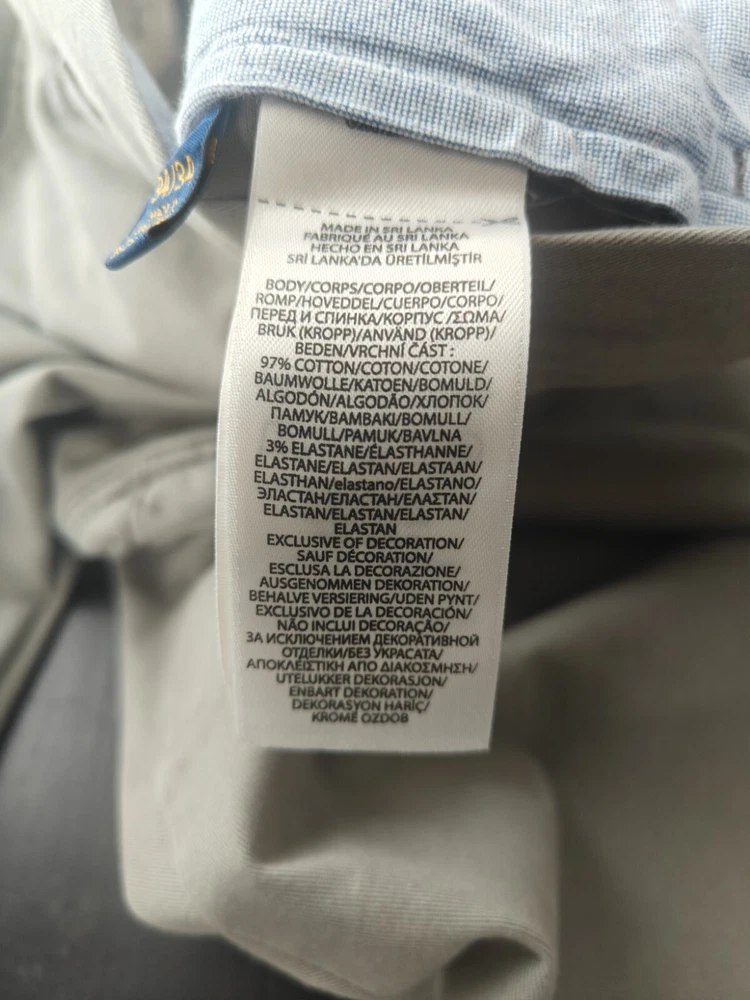 34/34
MADE IN SRI LANKA
FABRIQUÉ AU SRI LANKA
HECHO EN SRI LANKA
SRİ LANKA'DA ÜRETİLMİŞTİR
BODY/CORPS/CORPO/OBERTEIL/
ROMP/HOVEDDEL/CUERPO/CORPO/
ПЕРЕД И СПИНКА/КОРПУС /ΣΩΜΑ/
BRUK (KROPP)/ANVÄND (KROPP)/
BEDEN/VRCHNÍ ČÁST :
97% COTTON/COTON/COTONE/
BAUMWOLLE/KATOEN/BOMULD/
ALGODÓN/ALGODÃO/ХЛОПОК/
ПАМУК/ΒΑΜΒΑΚΙ/BOMULL/
BOMULL/PAMUK/BAVLNA
3% ELASTANE/ÉLASTHANNE/
ELASTANE/ELASTAN/ELASTAAN/
ELASTHAN/elastano/ELASTANO/
ЭЛАСТАН/ЕЛАСТАН/ΕΛΑΣΤΑΝ/
ELASTAN/ELASTAN/ELASTAN/
ELASTAN
EXCLUSIVE OF DECORATION/
SAUF DÉCORATION/
ESCLUSA LA DECORAZIONE/
AUSGENOMMEN DEKORATION/
BEHALVE VERSIERING/UDEN PYNT/
EXCLUSIVO DE LA DECORACIÓN/
NÃO INCLUI DECORAÇÃO/
ЗА ИСКЛЮЧЕНИЕМ ДЕКОРАТИВНОЙ
ОТДЕЛКИ/БЕЗ УКРАСАТА/
ΑΠΟΚΛΕΙΣΤΙΚΗ ΑΠΟ ΔΙΑΚΟΣΜΗΣΗ/
UTELUKKER DEKORASJON/
ENBART DEKORATION/
DEKORASYON HARİÇ/
KROMĚ OZDOB